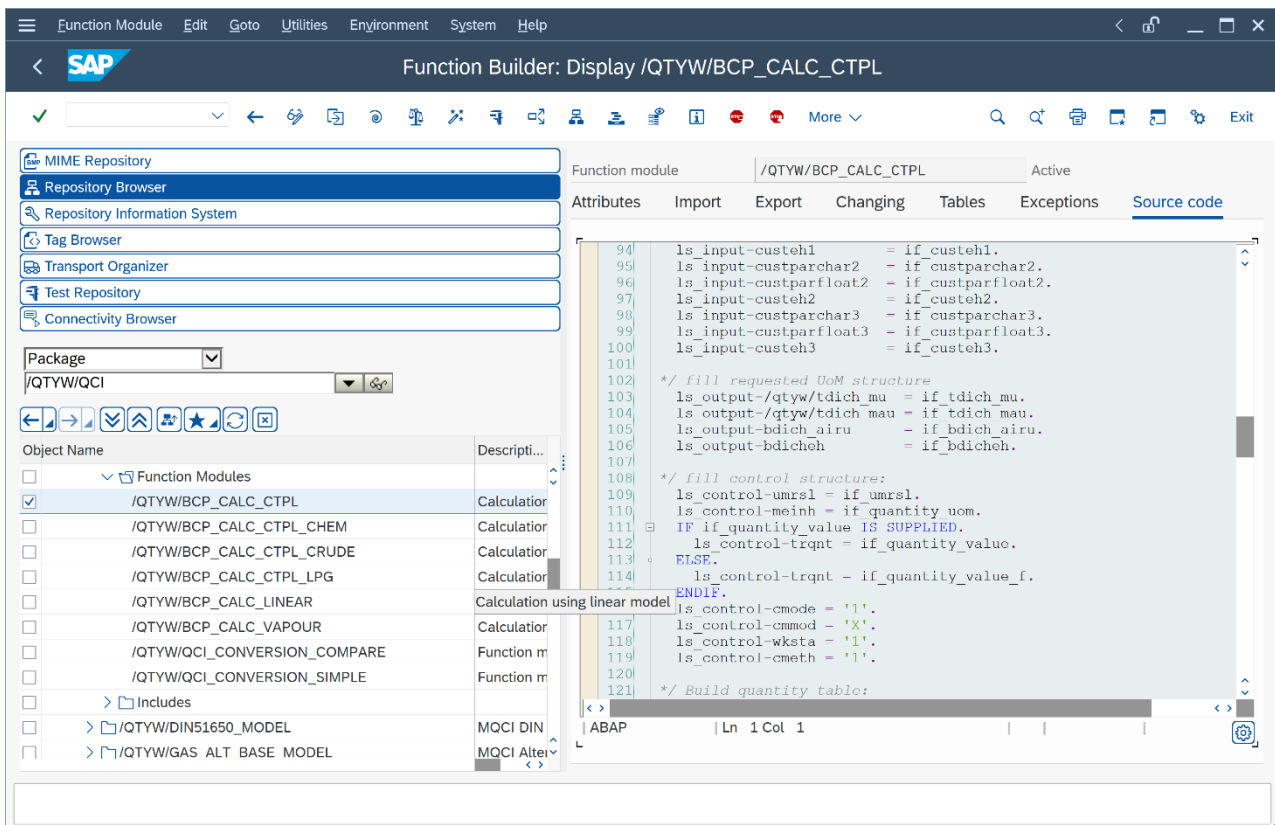 Function Module Edit Goto Utilities Environment System Help
SAP Function Builder: Display /QTYW/BCP_CALC_CTPL
More Exit
MIME Repository
Repository Browser
Repository Information System
Tag Browser
Transport Organizer
Test Repository
Connectivity Browser
Package
/QTYW/QCI
Object Name Descripti...
Function Modules
/QTYW/BCP_CALC_CTPL Calculation
/QTYW/BCP_CALC_CTPL_CHEM Calculation
/QTYW/BCP_CALC_CTPL_CRUDE Calculation
/QTYW/BCP_CALC_CTPL_LPG Calculation
/QTYW/BCP_CALC_LINEAR Calculation using linear model
/QTYW/BCP_CALC_VAPOUR Calculation
/QTYW/QCI_CONVERSION_COMPARE Function m
/QTYW/QCI_CONVERSION_SIMPLE Function m
Includes
/QTYW/DIN51650_MODEL MQCI DIN
/QTYW/GAS_ALT_BASE_MODEL MQCI Alter
Function module /QTYW/BCP_CALC_CTPL Active
Attributes Import Export Changing Tables Exceptions Source code
94 ls_input-custeh1 = if_custeh1.
95 ls_input-custparchar2 = if_custparchar2.
96 ls_input-custparfloat2 = if_custparfloat2.
97 ls_input-custeh2 = if_custeh2.
98 ls_input-custparchar3 = if_custparchar3.
99 ls_input-custparfloat3 = if_custparfloat3.
100 ls_input-custeh3 = if_custeh3.
101
102 */ fill requested UoM structure
103 ls_output-/qtyw/tdich_mu = if_tdich_mu.
104 ls_output-/qtyw/tdich_mau = if_tdich_mau.
105 ls_output-bdich_airu = if_bdich_airu.
106 ls_output-bdicheh = if_bdicheh.
107
108 */ fill control structure:
109 ls_control-umrsl = if_umrsl.
110 ls_control-meinh = if_quantity_uom.
111 IF if_quantity_value IS SUPPLIED.
112 ls_control-trqnt = if_quantity_value.
113 ELSE.
114 ls_control-trqnt = if_quantity_value_f.
ENDIF.
ls_control-cmode = '1'.
117 ls_control-cmmod = 'X'.
118 ls_control-wksta = '1'.
119 ls_control-cmeth = '1'.
120
121 */ Build quantity table:
ABAP Ln 1 Col 1